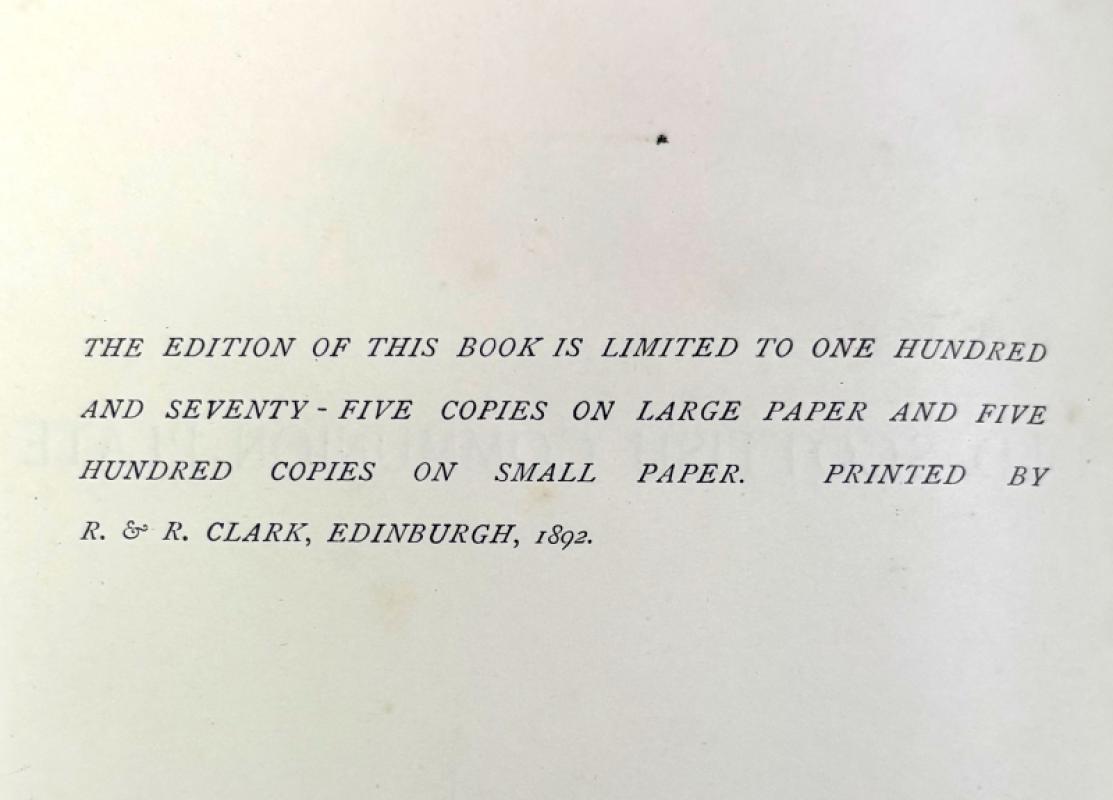 THE EDITION OF THIS BOOK IS LIMITED TO ONE HUNDRED
AND SEVENTY - FIVE COPIES ON LARGE PAPER AND FIVE
HUNDRED COPIES ON SMALL PAPER. PRINTED BY
R. & R. CLARK, EDINBURGH, 1892.